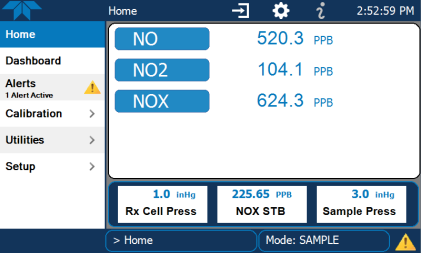 Home
2:52:59 PM
Home
Dashboard
Alerts
1 Alert Active
Calibration
Utilities
Setup
NO 520.3 PPB
NO2 104.1 PPB
NOX 624.3 PPB
1.0 inHg
Rx Cell Press
225.65 PPB
NOX STB
3.0 inHg
Sample Press
> Home
Mode: SAMPLE